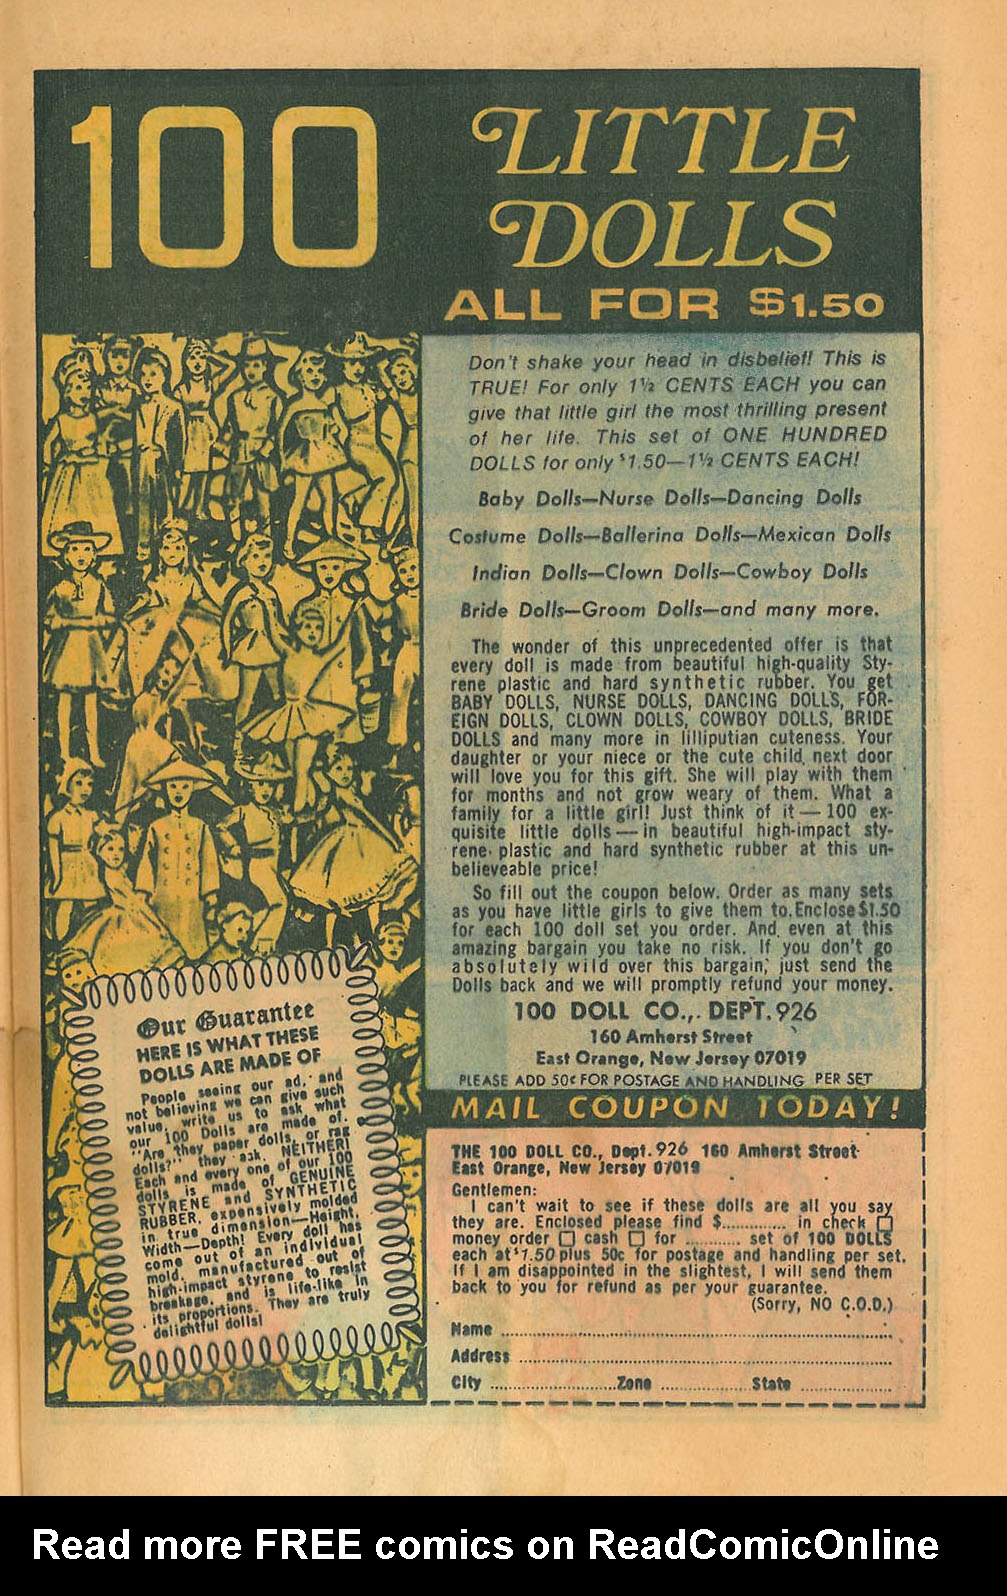 100
LITTLE
DOLLS
ALL FOR $1.50
Don't shake your head in disbelief! This is
TRUE! For only 1½ CENTS EACH you can
give that little girl the most thrilling present
of her life. This set of ONE HUNDRED
DOLLS for only $1.50—1½ CENTS EACH!
Baby Dolls—Nurse Dolls—Dancing Dolls
Costume Dolls—Ballerina Dolls—Mexican Dolls
Indian Dolls—Clown Dolls—Cowboy Dolls
Bride Dolls—Groom Dolls—and many more.
The wonder of this unprecedented offer is that
every doll is made from beautiful high-quality Sty-
rene plastic and hard synthetic rubber. You get
BABY DOLLS, NURSE DOLLS, DANCING DOLLS, FOR-
EIGN DOLLS, CLOWN DOLLS, COWBOY DOLLS, BRIDE
DOLLS and many more in lilliputian cuteness. Your
daughter or your niece or the cute child next door
will love you for this gift. She will play with them
for months and not grow weary of them. What a
family for a little girl! Just think of it — 100 ex-
quisite little dolls — in beautiful high-impact sty-
rene plastic and hard synthetic rubber at this un-
believeable price!
So fill out the coupon below. Order as many sets
as you have little girls to give them to. Enclose $1.50
for each 100 doll set you order. And even at this
amazing bargain you take no risk. If you don't go
absolutely wild over this bargain, just send the
Dolls back and we will promptly refund your money.
100 DOLL CO., DEPT. 926
160 Amherst Street
East Orange, New Jersey 07019
PLEASE ADD 50¢ FOR POSTAGE AND HANDLING PER SET
Our Guarantee
HERE IS WHAT THESE
DOLLS ARE MADE OF
People seeing our ad, and
not believing we can give such
value, write us to ask what
our 100 Dolls are made of.
"Are they paper dolls, or rag
dolls?" they ask. NEITHER!
Each and every one of our 100
dolls is made of GENUINE
STYRENE and SYNTHETIC
RUBBER, expensively molded
in true dimension—Height,
Width—Depth! Every doll has
come out of an individual
mold, manufactured out of
high-impact styrene to resist
breakage, and is life-like in
its proportions. They are truly
delightful dolls!
MAIL COUPON TODAY!
THE 100 DOLL CO., Dept. 926 160 Amherst Street
East Orange, New Jersey 07019
Gentlemen:
I can't wait to see if these dolls are all you say
they are. Enclosed please find $............. in check ☐
money order ☐ cash ☐ for ........... set of 100 DOLLS
each at $1.50 plus 50c for postage and handling per set.
If I am disappointed in the slightest, I will send them
back to you for refund as per your guarantee.
(Sorry, NO C.O.D.)
Name ..........
Address ..........
City .......... Zone .......... State ..........
Read more FREE comics on ReadComicOnline